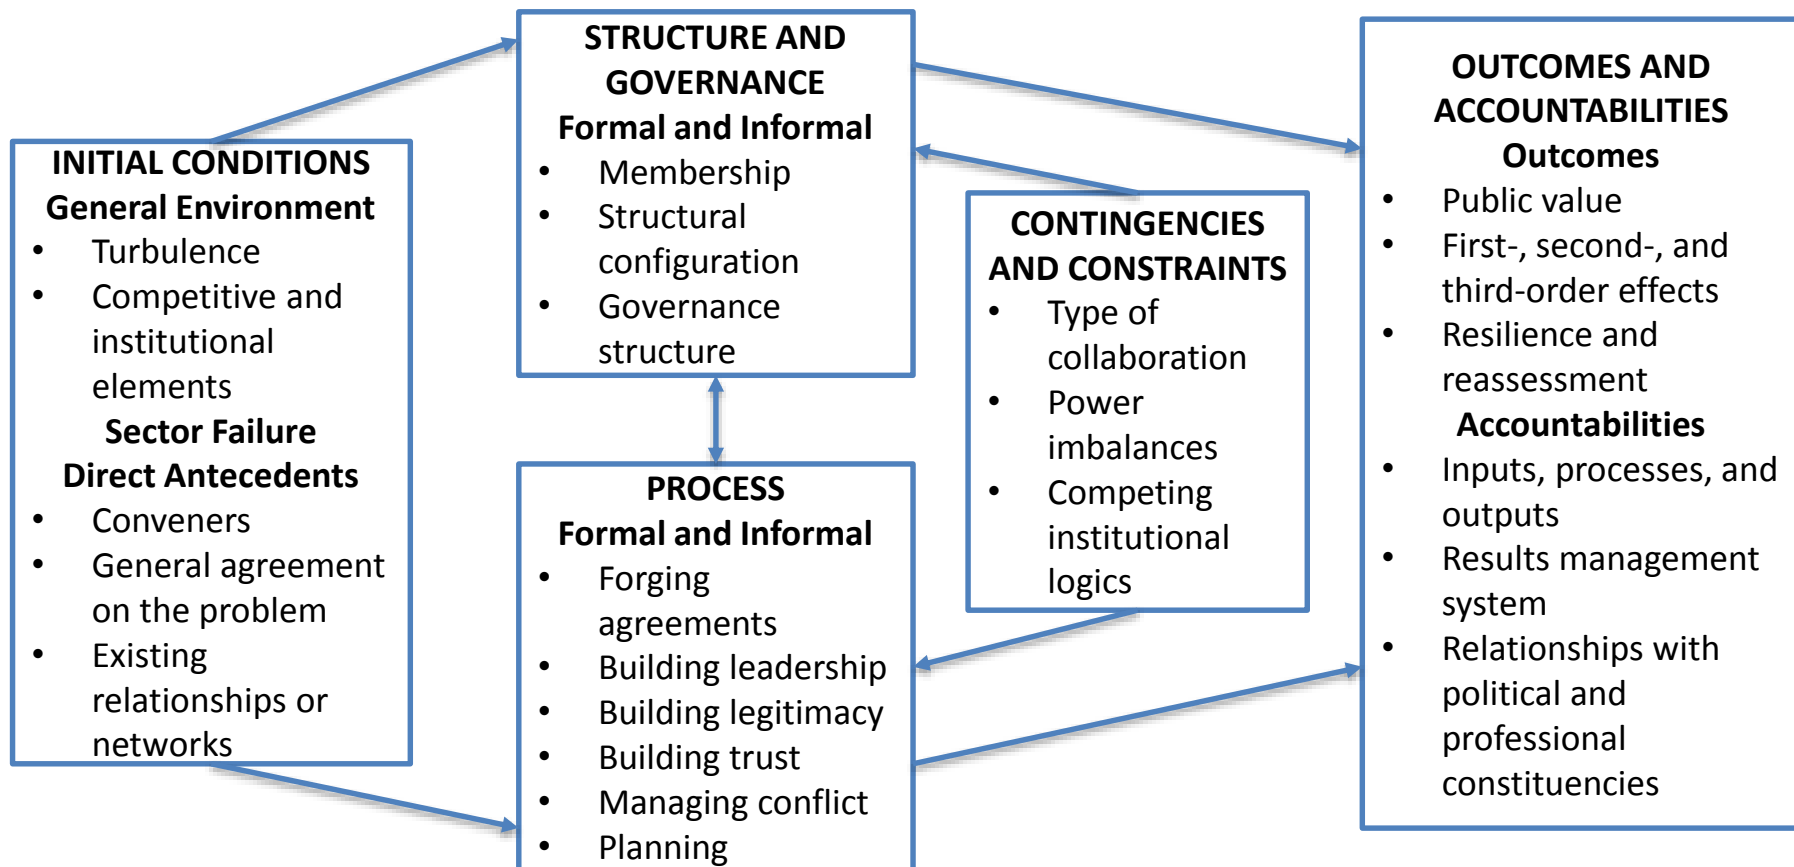 INITIAL CONDITIONS
General Environment
• Turbulence
• Competitive and
institutional
elements
Sector Failure
Direct Antecedents
• Conveners
• General agreement
on the problem
• Existing
relationships or
networks
STRUCTURE AND
GOVERNANCE
Formal and Informal
• Membership
• Structural
configuration
• Governance
structure
PROCESS
Formal and Informal
• Forging
agreements
• Building leadership
• Building legitimacy
• Building trust
• Managing conflict
• Planning
CONTINGENCIES
AND CONSTRAINTS
• Type of
collaboration
• Power
imbalances
• Competing
institutional
logics
OUTCOMES AND
ACCOUNTABILITIES
Outcomes
• Public value
• First-, second-, and
third-order effects
• Resilience and
reassessment
Accountabilities
• Inputs, processes, and
outputs
• Results management
system
• Relationships with
political and
professional
constituencies